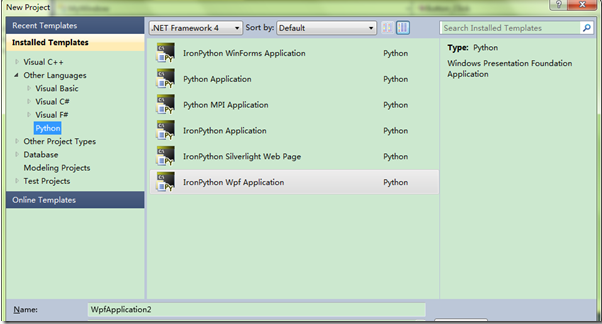 New Project
Recent Templates
Installed Templates
Visual C++
Other Languages
Visual Basic
Visual C#
Visual F#
Python
Other Project Types
Database
Modeling Projects
Test Projects
Online Templates
.NET Framework 4
Sort by: Default
IronPython WinForms Application Python
Python Application Python
Python MPI Application Python
IronPython Application Python
IronPython Silverlight Web Page Python
IronPython Wpf Application Python
Search Installed Templates
Type: Python
Windows Presentation Foundation
Application
Name: WpfApplication2